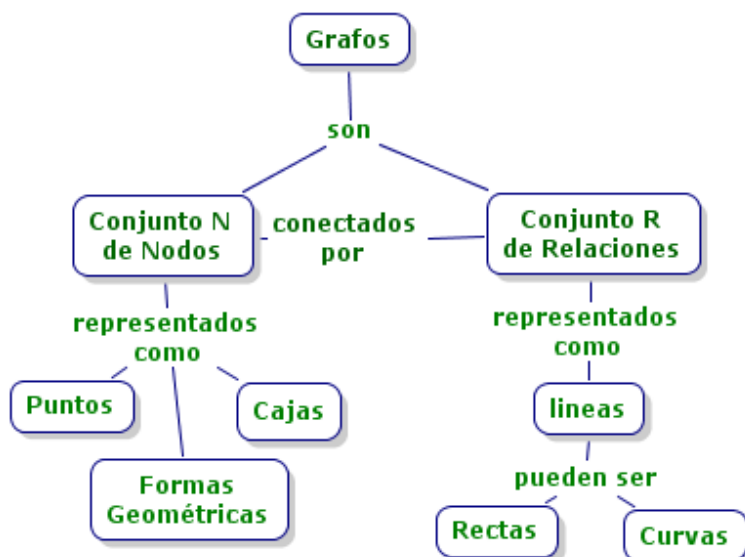 Grafos
son
Conjunto N
de Nodos
conectados
por
Conjunto R
de Relaciones
representados
como
representados
como
Puntos
Cajas
lineas
Formas
Geométricas
pueden ser
Rectas
Curvas